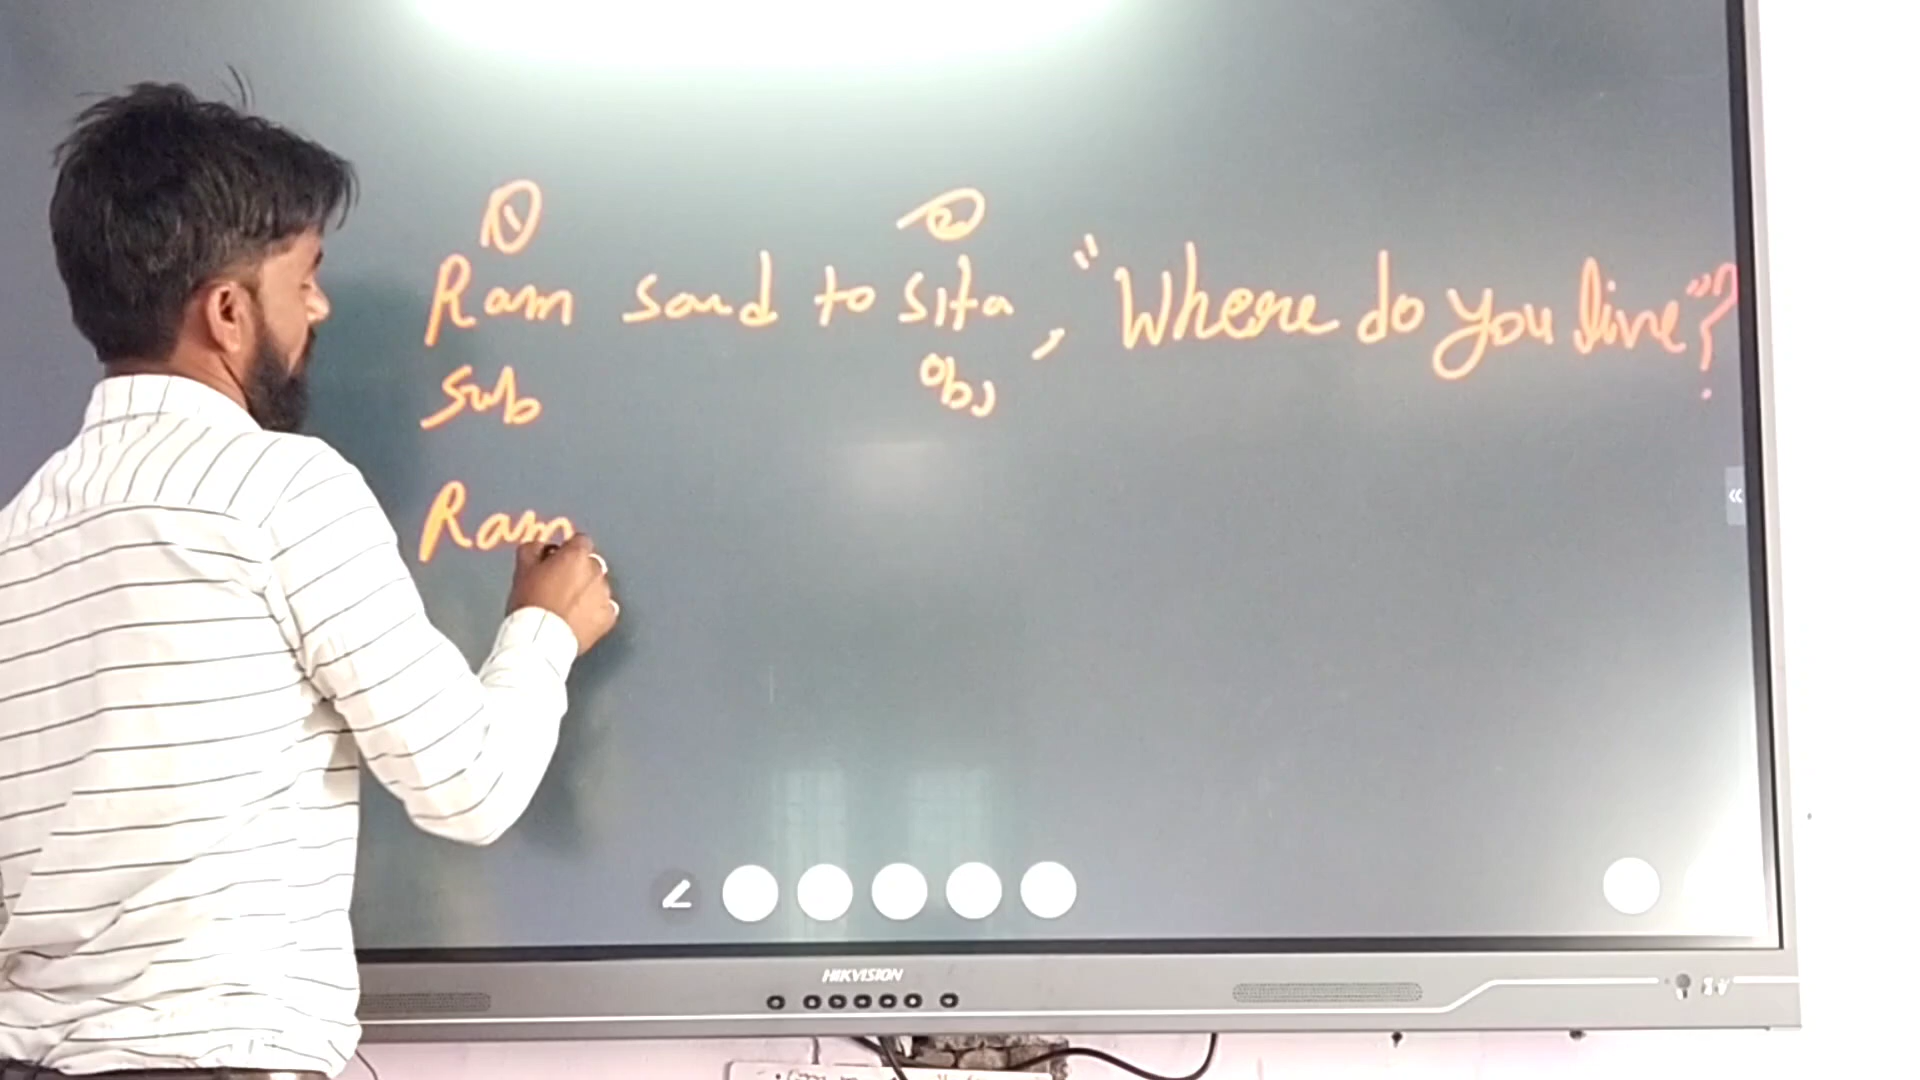 ① ②
Ram said to Sita, "Where do you live"?
Sub Obj
Ram
HIKVISION